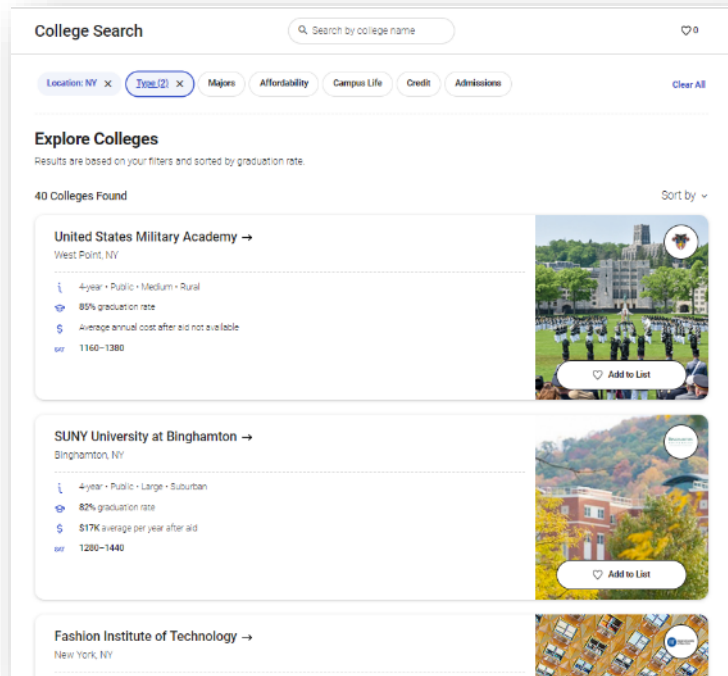 College Search
Search by college name
0
Location: NY
Type (2)
Majors
Affordability
Campus Life
Credit
Admissions
Clear All
Explore Colleges
Results are based on your filters and sorted by graduation rate.
40 Colleges Found
Sort by
United States Military Academy →
West Point, NY
4-year • Public • Medium • Rural
85% graduation rate
$ Average annual cost after aid not available
SAT 1160–1380
Add to List
SUNY University at Binghamton →
Binghamton, NY
4-year • Public • Large • Suburban
82% graduation rate
$ $17K average per year after aid
SAT 1280–1440
Add to List
Fashion Institute of Technology →
New York, NY